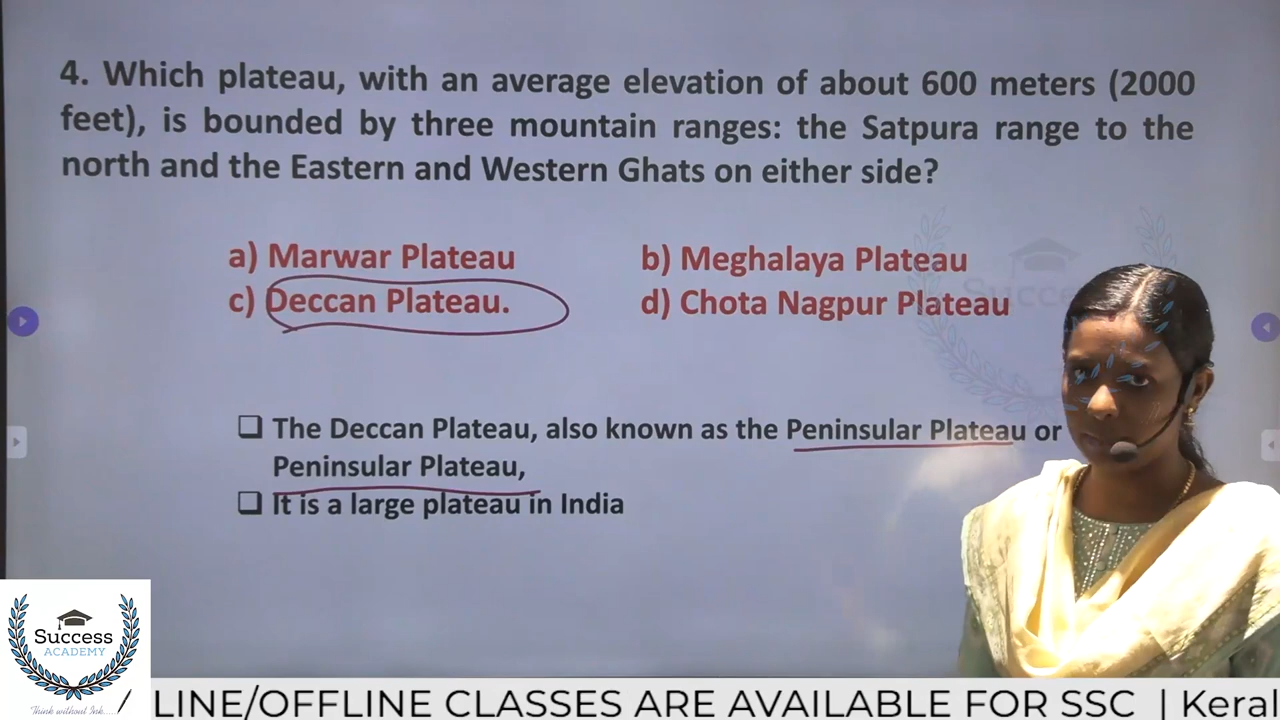 4. Which plateau, with an average elevation of about 600 meters (2000
feet), is bounded by three mountain ranges: the Satpura range to the
north and the Eastern and Western Ghats on either side?
a) Marwar Plateau
b) Meghalaya Plateau
c) Deccan Plateau.
d) Chota Nagpur Plateau
❑ The Deccan Plateau, also known as the Peninsular Plateau or
Peninsular Plateau,
❑ It is a large plateau in India
Success
ACADEMY
Think without Ink....
LINE/OFFLINE CLASSES ARE AVAILABLE FOR SSC | Keral